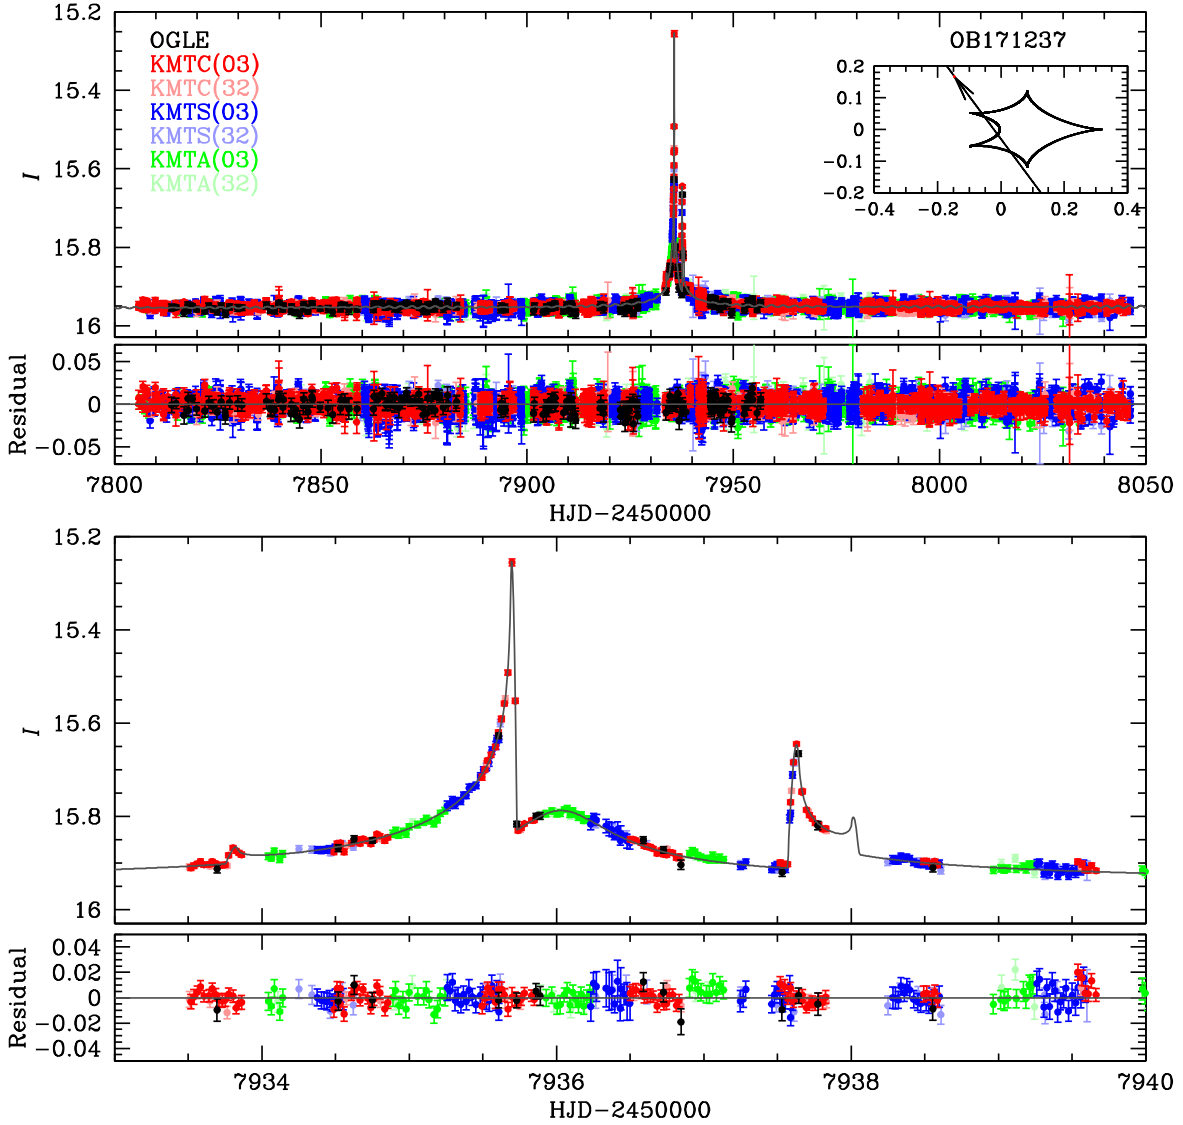 15.2
15.4
15.6
15.8
16
I
OGLE
KMTC(03)
KMTC(32)
KMTS(03)
KMTS(32)
KMTA(03)
KMTA(32)
OB171237
0.2
0.1
0
−0.1
−0.2
−0.4 −0.2 0 0.2 0.4
0.05
0
−0.05
Residual
7800 7850 7900 7950 8000 8050
HJD−2450000
15.2
15.4
15.6
15.8
16
I
0.04
0.02
0
−0.02
−0.04
Residual
7934 7936 7938 7940
HJD−2450000